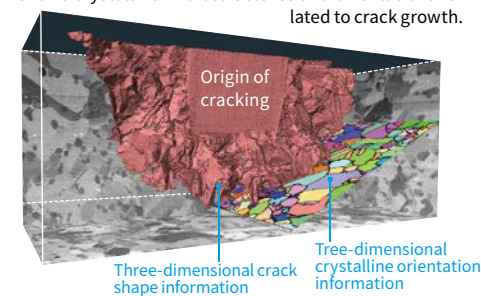 lated to crack growth.
Origin of
cracking
Three-dimensional crack
shape information
Tree-dimensional
crystalline orientation
information